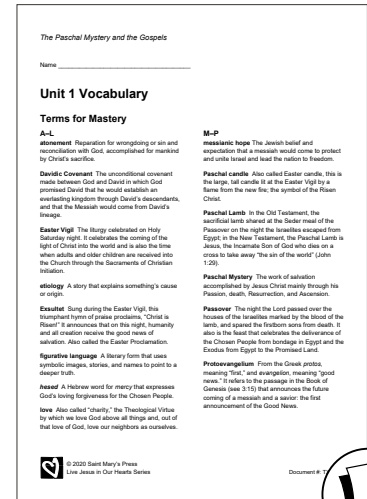 The Paschal Mystery and the Gospels
Name
Unit 1 Vocabulary
Terms for Mastery
A–L
atonement Reparation for wrongdoing or sin and
reconciliation with God, accomplished for mankind
by Christ's sacrifice.
Davidic Covenant The unconditional covenant
made between God and David in which God
promised David that he would establish an
everlasting kingdom through David's descendants,
and that the Messiah would come from David's
lineage.
Easter Vigil The liturgy celebrated on Holy
Saturday night. It celebrates the coming of the
light of Christ into the world and is also the time
when adults and older children are received into
the Church through the Sacraments of Christian
Initiation.
etiology A story that explains something's cause
or origin.
Exsultet Sung during the Easter Vigil, this
triumphant hymn of praise proclaims, "Christ is
Risen!" It announces that on this night, humanity
and all creation receive the good news of
salvation. Also called the Easter Proclamation.
figurative language A literary form that uses
symbolic images, stories, and names to point to a
deeper truth.
hesed A Hebrew word for mercy that expresses
God's loving forgiveness for the Chosen People.
love Also called "charity," the Theological Virtue
by which we love God above all things and, out of
that love of God, love our neighbors as ourselves.
M–P
messianic hope The Jewish belief and
expectation that a messiah would come to protect
and unite Israel and lead the nation to freedom.
Paschal candle Also called Easter candle, this is
the large, tall candle lit at the Easter Vigil by a
flame from the new fire; the symbol of the Risen
Christ.
Paschal Lamb In the Old Testament, the
sacrificial lamb shared at the Seder meal of the
Passover on the night the Israelites escaped from
Egypt; in the New Testament, the Paschal Lamb is
Jesus, the Incarnate Son of God who dies on a
cross to take away "the sin of the world" (John
1:29).
Paschal Mystery The work of salvation
accomplished by Jesus Christ mainly through his
Passion, death, Resurrection, and Ascension.
Passover The night the Lord passed over the
houses of the Israelites marked by the blood of the
lamb, and spared the firstborn sons from death. It
also is the feast that celebrates the deliverance of
the Chosen People from bondage in Egypt and the
Exodus from Egypt to the Promised Land.
Protoevangelium From the Greek protos,
meaning "first," and evangelion, meaning "good
news." It refers to the passage in the Book of
Genesis (see 3:15) that announces the future
coming of a messiah and a savior: the first
announcement of the Good News.
© 2020 Saint Mary's Press
Live Jesus in Our Hearts Series
Document #: